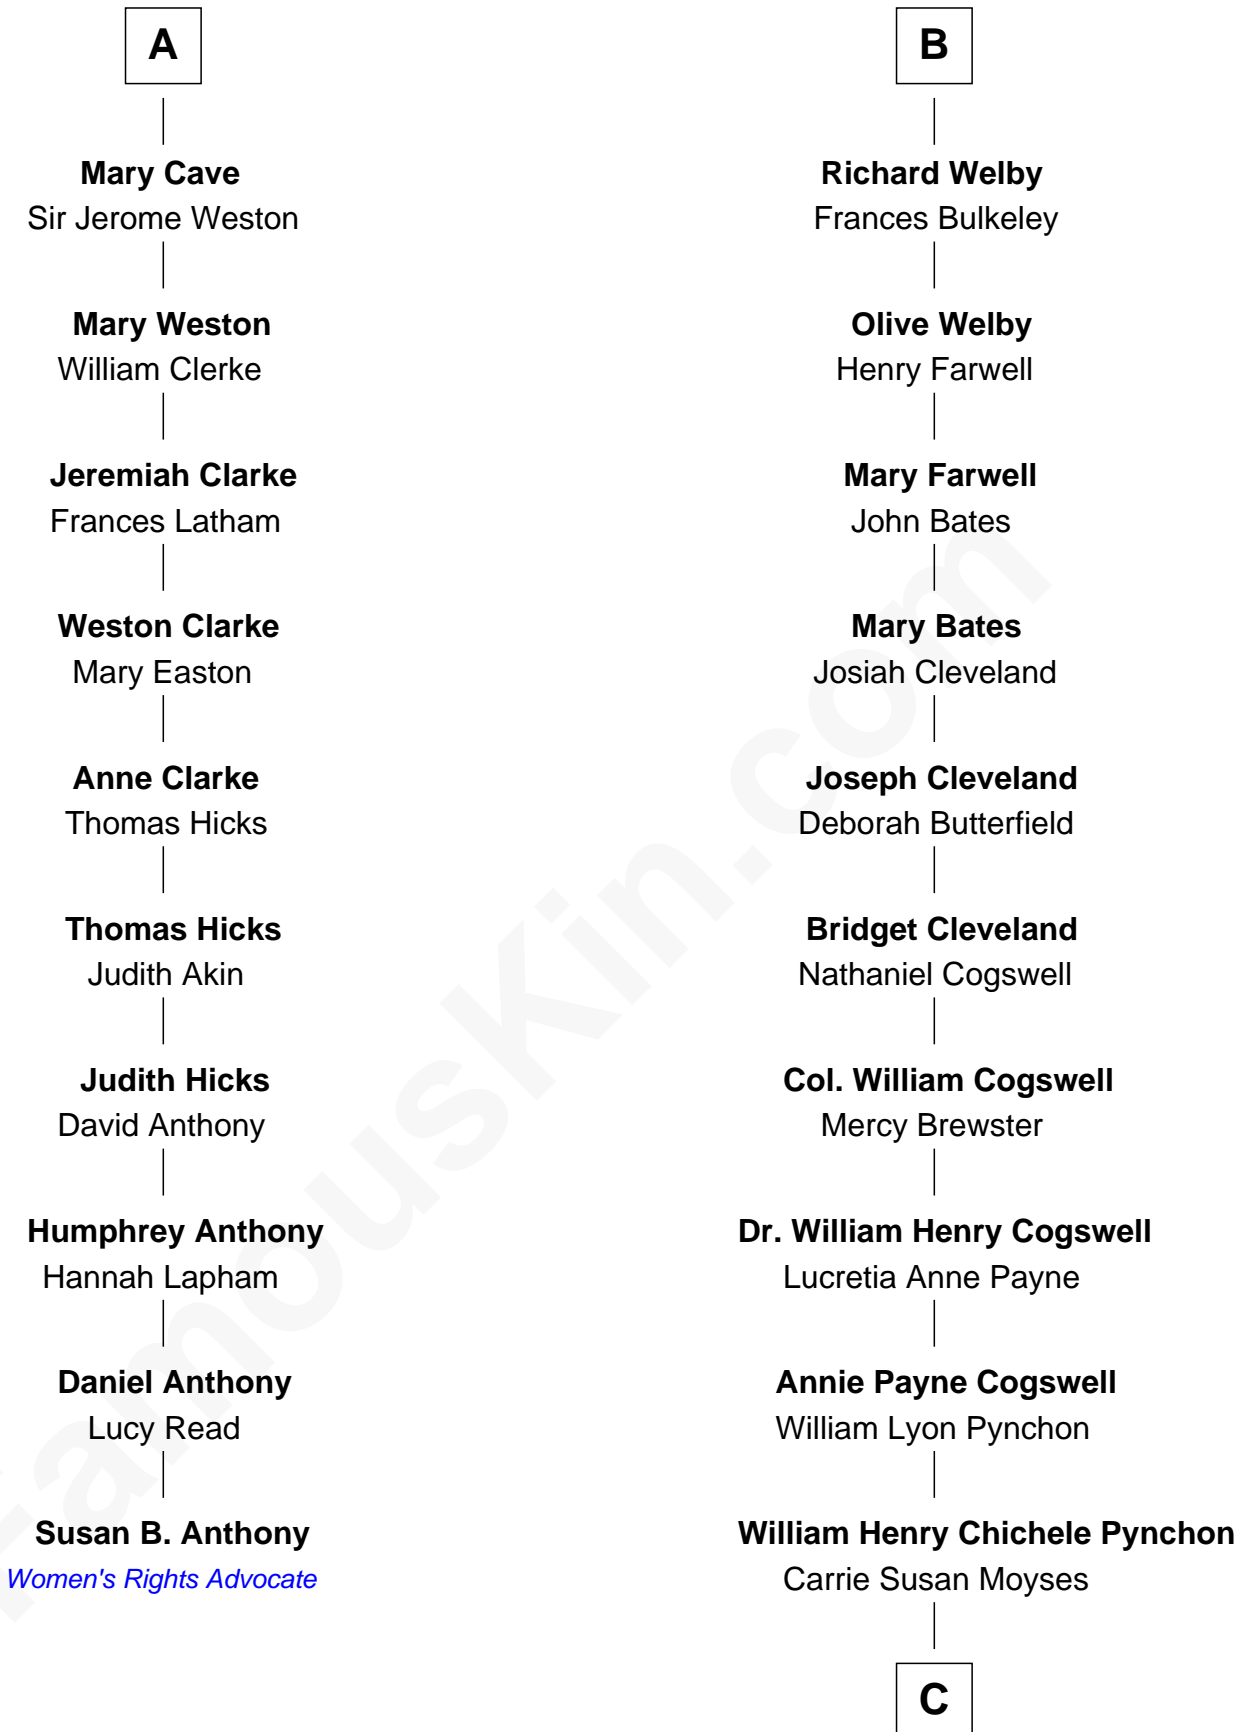 A
Mary Cave
Sir Jerome Weston
Mary Weston
William Clerke
Jeremiah Clarke
Frances Latham
Weston Clarke
Mary Easton
Anne Clarke
Thomas Hicks
Thomas Hicks
Judith Akin
Judith Hicks
David Anthony
Humphrey Anthony
Hannah Lapham
Daniel Anthony
Lucy Read
Susan B. Anthony
Women's Rights Advocate
B
Richard Welby
Frances Bulkeley
Olive Welby
Henry Farwell
Mary Farwell
John Bates
Mary Bates
Josiah Cleveland
Joseph Cleveland
Deborah Butterfield
Bridget Cleveland
Nathaniel Cogswell
Col. William Cogswell
Mercy Brewster
Dr. William Henry Cogswell
Lucretia Anne Payne
Annie Payne Cogswell
William Lyon Pynchon
William Henry Chichele Pynchon
Carrie Susan Moyses
C
FamousKin.com